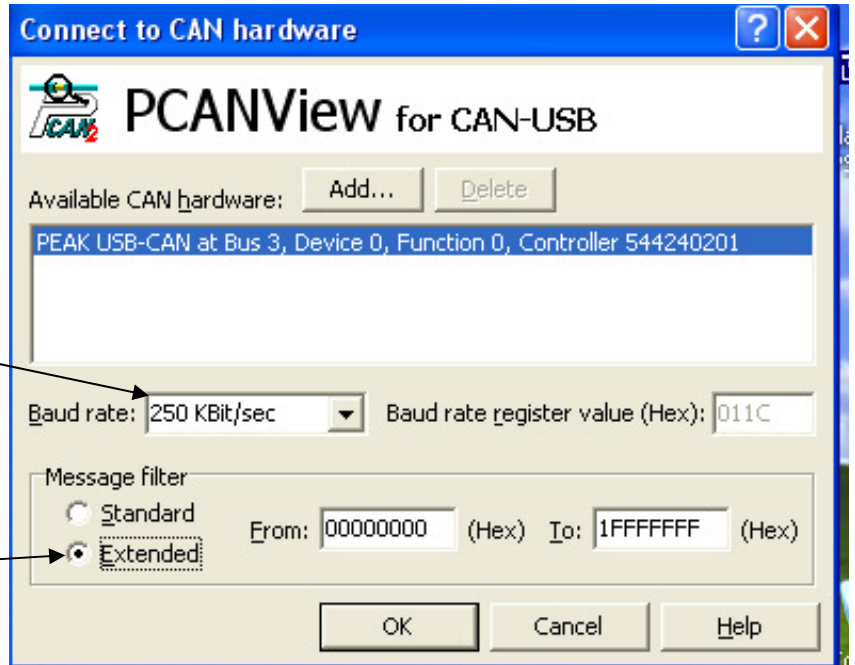 Connect to CAN hardware
PCAN2
PCANView for CAN-USB
Available CAN hardware: Add... Delete
PEAK USB-CAN at Bus 3, Device 0, Function 0, Controller 544240201
Baud rate: 250 KBit/sec Baud rate register value (Hex): 011C
Message filter
Standard
From: 00000000 (Hex) To: 1FFFFFFF (Hex)
Extended
OK Cancel Help